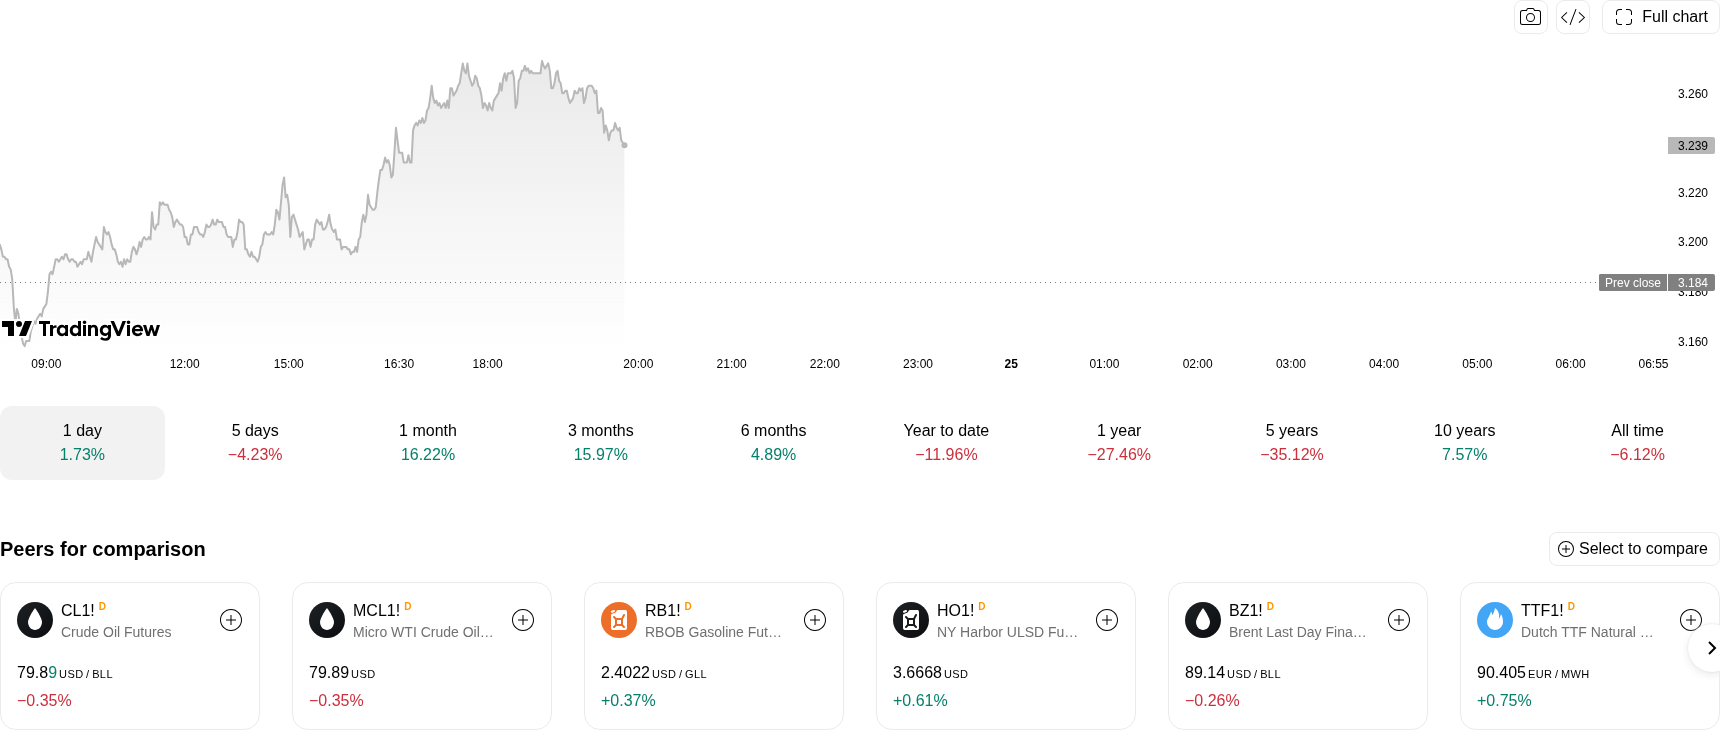 Full chart
3.260
3.239
3.220
3.200
Prev close 3.184
3.180
3.160
TradingView
09:00 12:00 15:00 16:30 18:00 20:00 21:00 22:00 23:00 25 01:00 02:00 03:00 04:00 05:00 06:00 06:55
1 day 5 days 1 month 3 months 6 months Year to date 1 year 5 years 10 years All time
1.73% −4.23% 16.22% 15.97% 4.89% −11.96% −27.46% −35.12% 7.57% −6.12%
Peers for comparison
Select to compare
CL1! D
Crude Oil Futures
79.89 USD / BLL
−0.35%
MCL1! D
Micro WTI Crude Oil…
79.89 USD
−0.35%
RB1! D
RBOB Gasoline Fut…
2.4022 USD / GLL
+0.37%
HO1! D
NY Harbor ULSD Fu…
3.6668 USD
+0.61%
BZ1! D
Brent Last Day Fina…
89.14 USD / BLL
−0.26%
TTF1! D
Dutch TTF Natural …
90.405 EUR / MWH
+0.75%